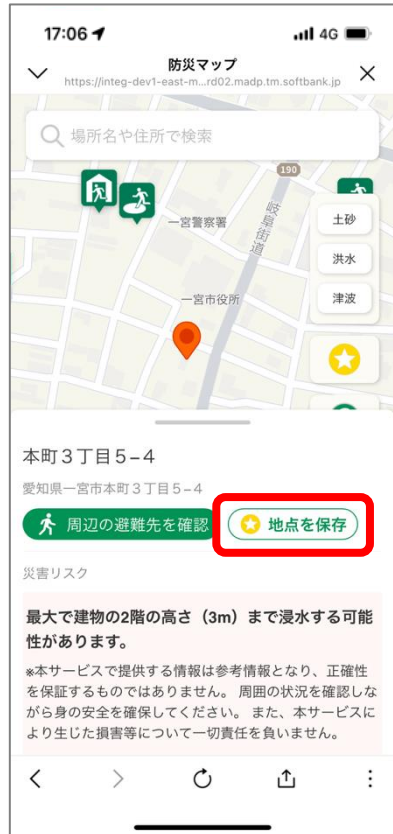 17:06
4G
防災マップ
https://integ-dev1-east-m...rd02.madp.tm.softbank.jp
場所名や住所で検索
190
一宮警察署
岐阜街道
土砂
洪水
一宮市役所
津波
本町3丁目5−4
愛知県一宮市本町3丁目5−4
周辺の避難先を確認
地点を保存
災害リスク
最大で建物の2階の高さ（3m）まで浸水する可能
性があります。
※本サービスで提供する情報は参考情報となり、正確性
を保証するものではありません。 周囲の状況を確認しな
がら身の安全を確保してください。 また、本サービスに
より生じた損害等について一切責任を負いません。